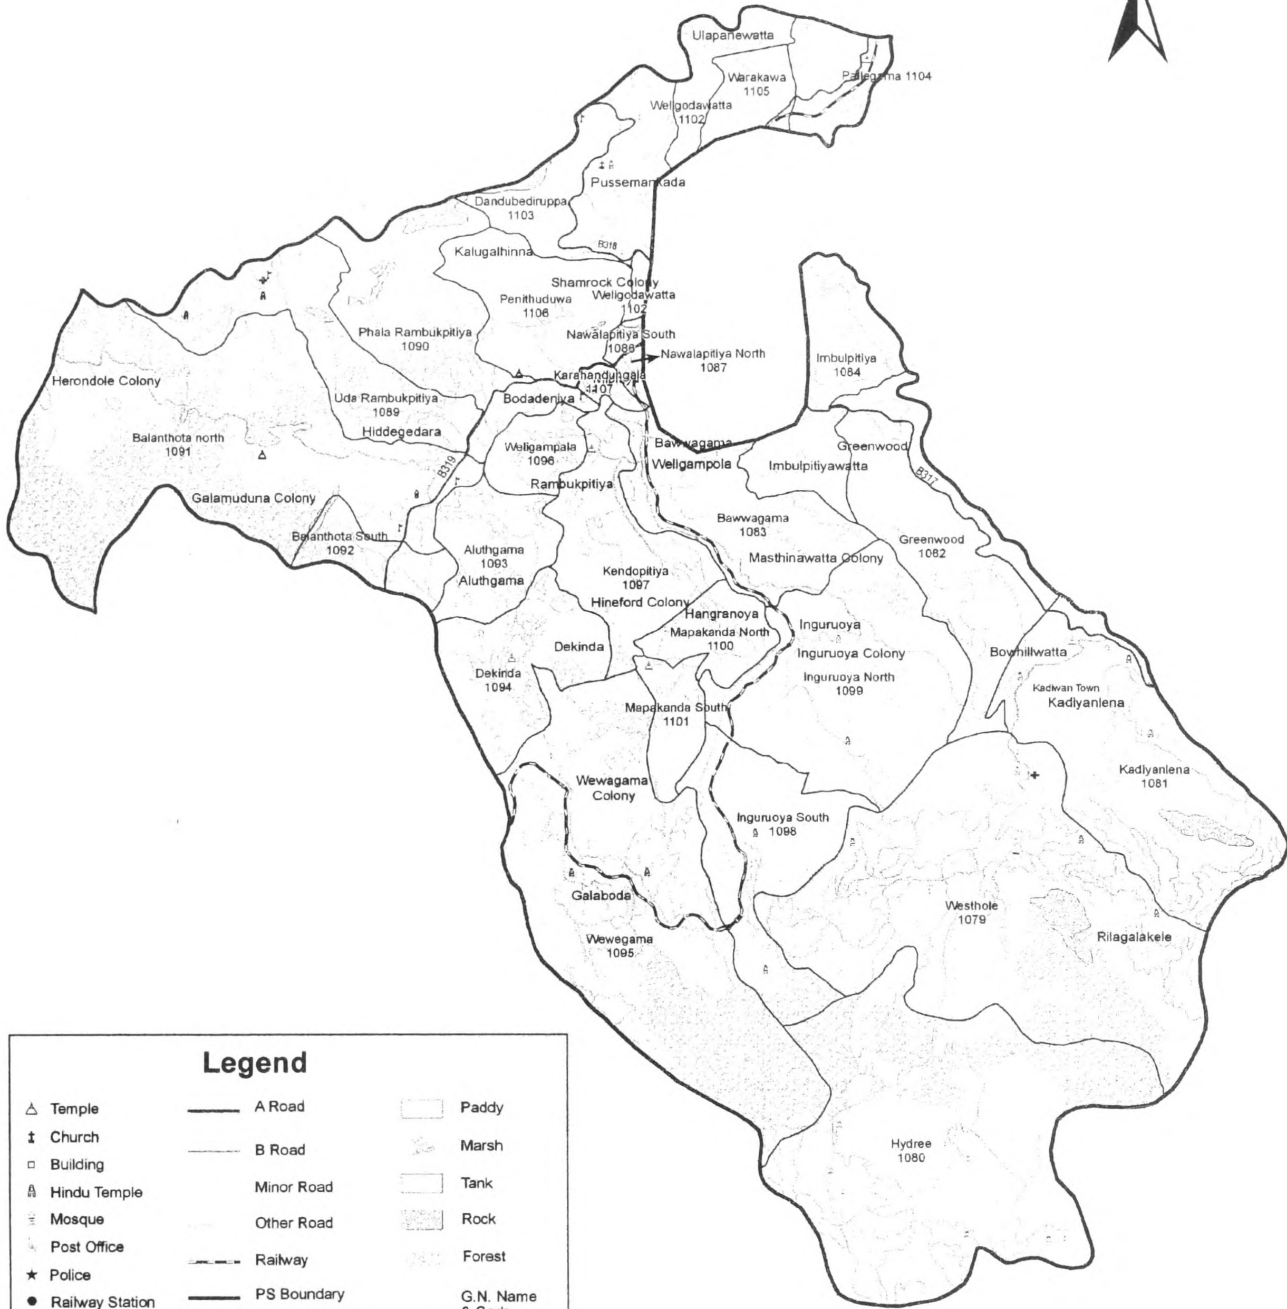 Ulapanewatta
Pallegama 1104
Warakawa
1105
Weligodawatta
1102
Pussemankada
Dandubediruppa
1103
B318
Kalugalhinna
Shamrock Colony
Weligodawatta
1102
Penithuduwa
1106
Nawalapitiya South
1086
Nawalapitiya North
1087
Phala Rambukpitiya
1090
Imbulpitiya
1084
Karahandungala
1107
Herondole Colony
Uda Rambukpitiya
1089
Bodadeniya
Hiddegedara
Balanthota north
1091
Weligampala
1096
Bawwagama
Greenwood
Weligampola
Imbulpitiyawatta
B319
B317
Rambukpitiya
Galamuduna Colony
Bawwagama
1083
Balanthota South
1092
Greenwood
1082
Aluthgama
1093
Masthinawatta Colony
Aluthgama
Kendopitiya
1097
Hineford Colony
Hangranoya
Mapakanda North
1100
Inguruoya
Dekinda
Inguruoya Colony
Bowhillwatta
Dekinda
1094
Inguruoya North
1099
Kadiwan Town
Kadiyanlena
Mapakanda South
1101
Kadiyanlena
1081
Wewagama
Colony
Inguruoya South
1098
Galaboda
Westhole
1079
Wewegama
1095
Rilagalakele
Hydree
1080
Legend
Temple
Church
Building
Hindu Temple
Mosque
Post Office
Police
Railway Station
A Road
B Road
Minor Road
Other Road
Railway
PS Boundary
Paddy
Marsh
Tank
Rock
Forest
G.N. Name